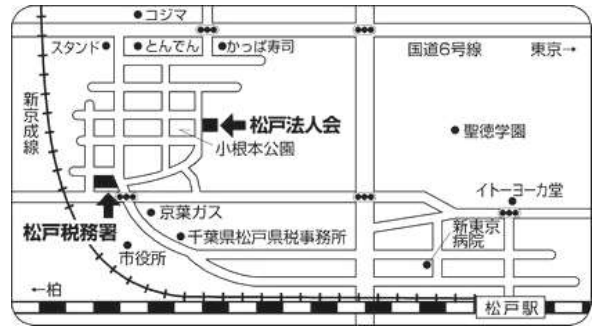 コジマ
スタンド
とんでん
かっぱ寿司
国道6号線
東京→
新京成線
松戸法人会
小根本公園
聖徳学園
イトーヨーカ堂
京葉ガス
松戸税務署
千葉県松戸県税事務所
新東京
病院
市役所
←柏
松戸駅